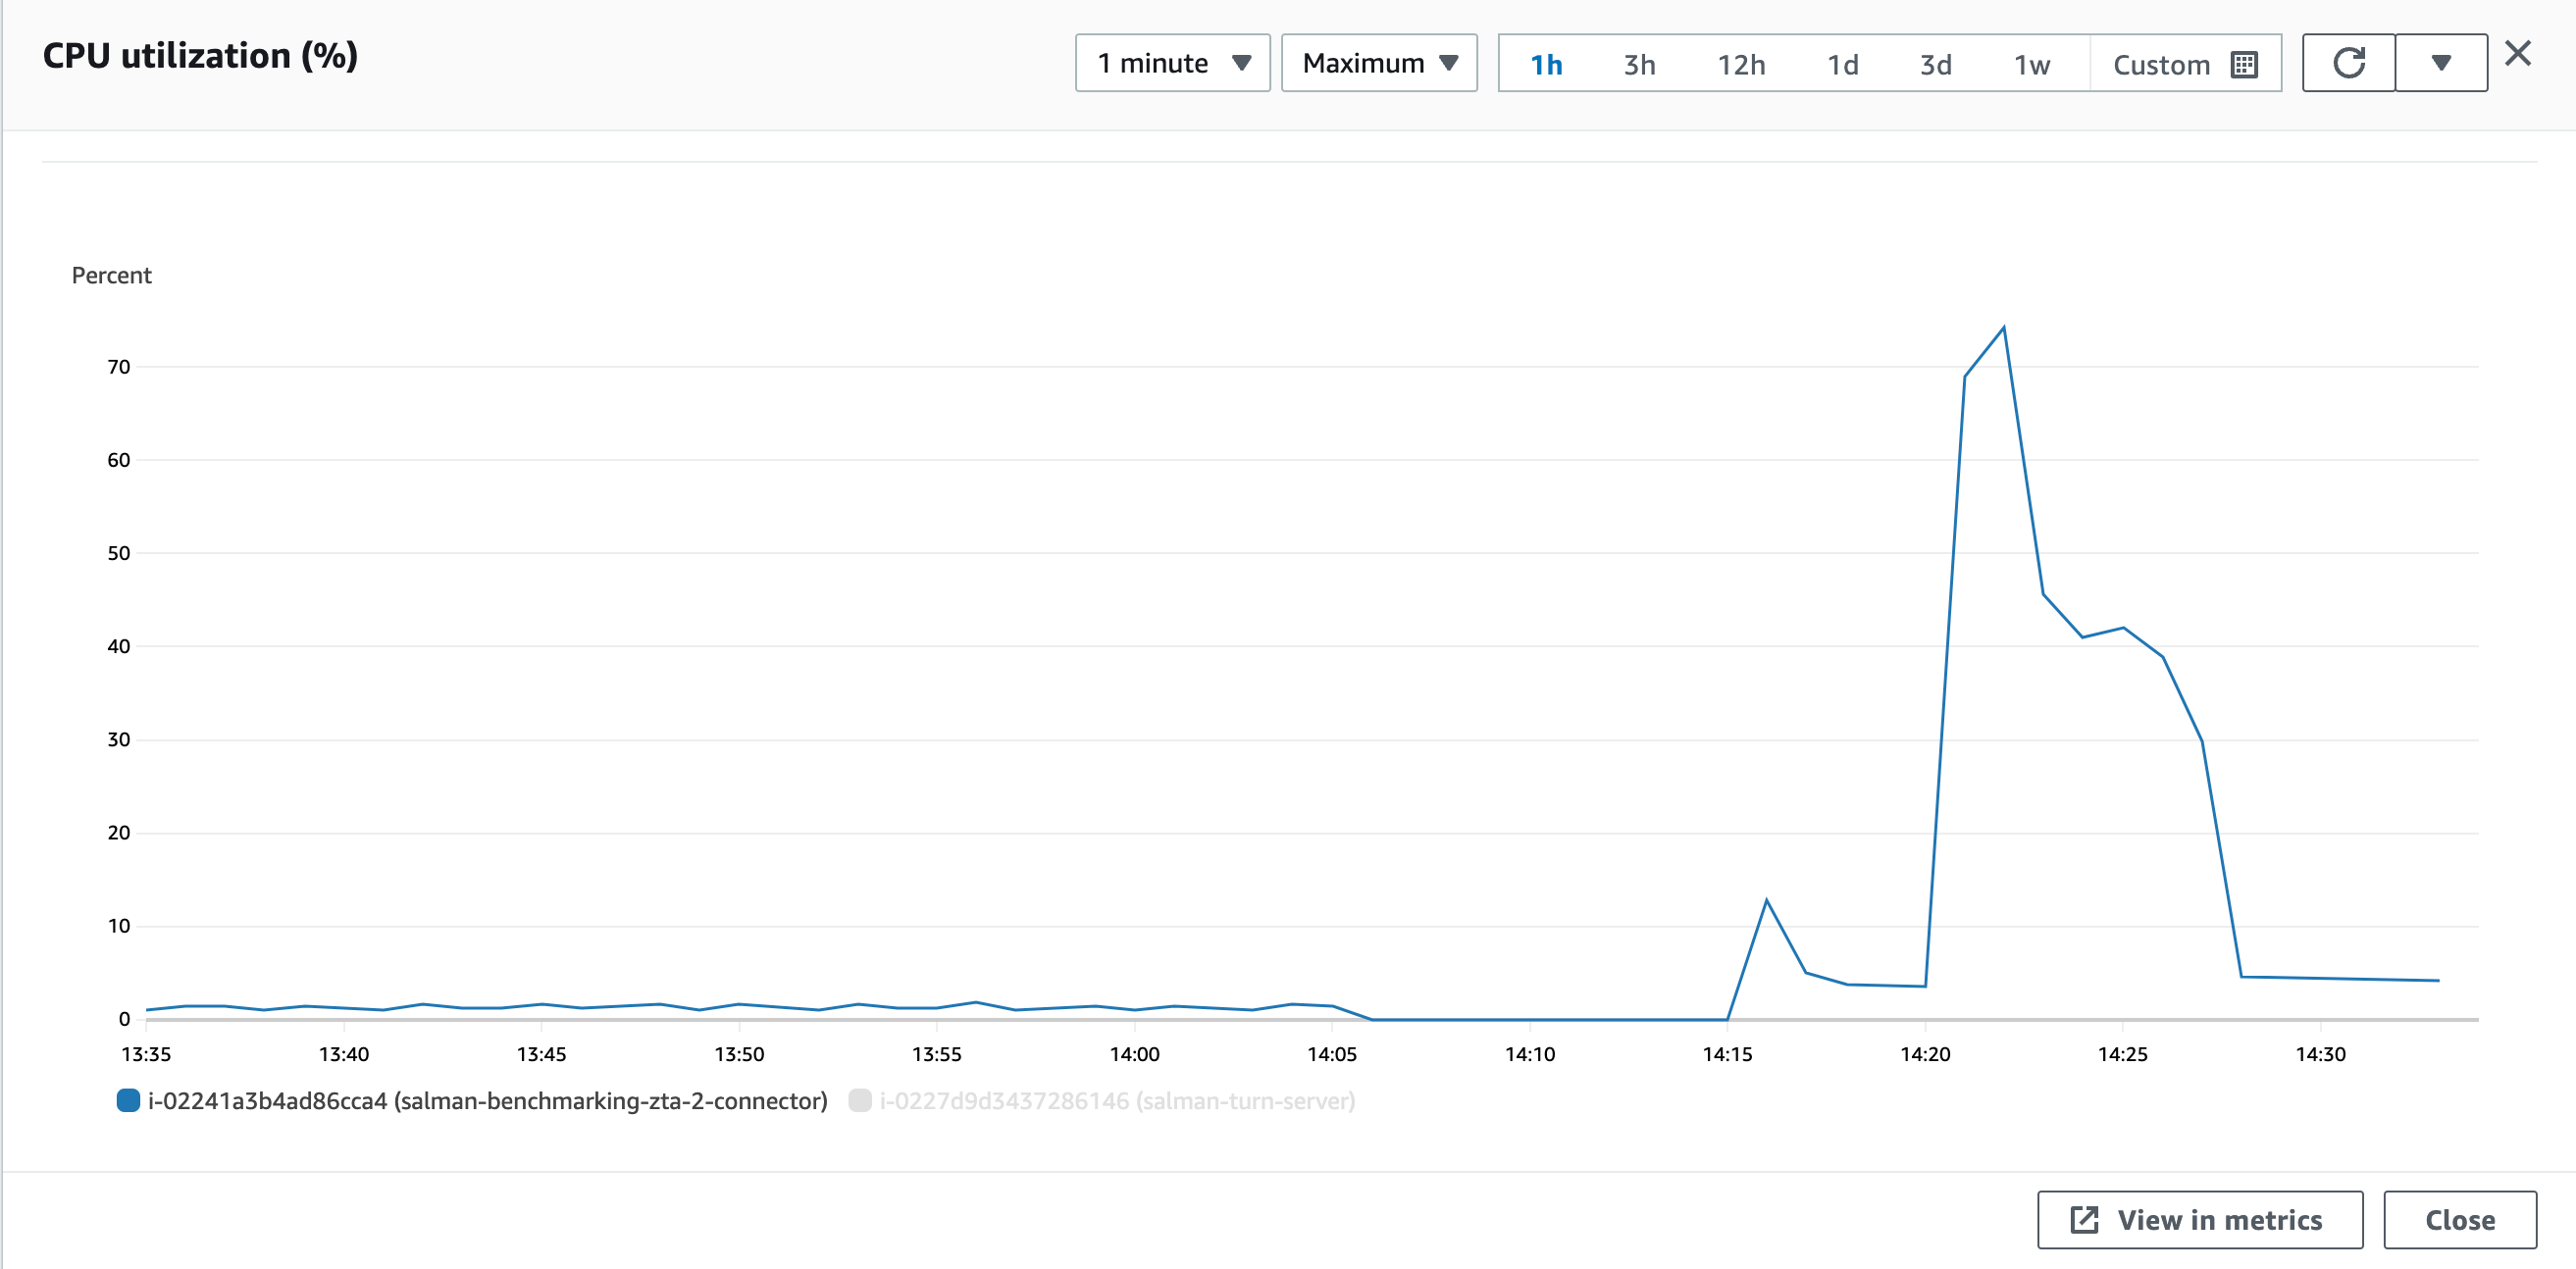 CPU utilization (%)
1 minute
Maximum
1h 3h 12h 1d 3d 1w Custom
Percent
70
60
50
40
30
20
10
0
13:35 13:40 13:45 13:50 13:55 14:00 14:05 14:10 14:15 14:20 14:25 14:30
i-02241a3b4ad86cca4 (salman-benchmarking-zta-2-connector) i-0227d9d3437286146 (salman-turn-server)
View in metrics
Close